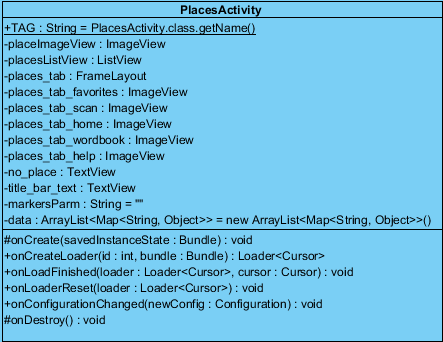 PlacesActivity
+TAG : String = PlacesActivity.class.getName()
-placeImageView : ImageView
-placesListView : ListView
-places_tab : FrameLayout
-places_tab_favorites : ImageView
-places_tab_scan : ImageView
-places_tab_home : ImageView
-places_tab_wordbook : ImageView
-places_tab_help : ImageView
-no_place : TextView
-title_bar_text : TextView
-markersParm : String = ""
-data : ArrayList<Map<String, Object>> = new ArrayList<Map<String, Object>>()
#onCreate(savedInstanceState : Bundle) : void
+onCreateLoader(id : int, bundle : Bundle) : Loader<Cursor>
+onLoadFinished(loader : Loader<Cursor>, cursor : Cursor) : void
+onLoaderReset(loader : Loader<Cursor>) : void
+onConfigurationChanged(newConfig : Configuration) : void
#onDestroy() : void